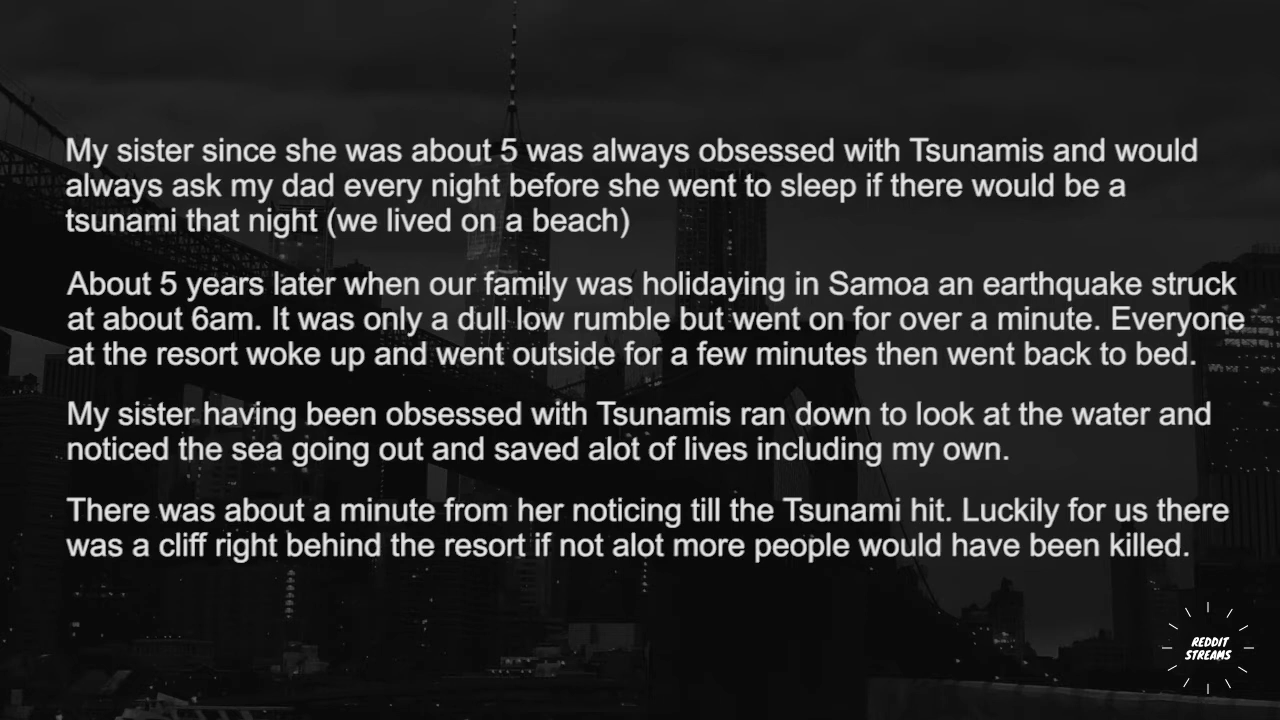 My sister since she was about 5 was always obsessed with Tsunamis and would
always ask my dad every night before she went to sleep if there would be a
tsunami that night (we lived on a beach)
About 5 years later when our family was holidaying in Samoa an earthquake struck
at about 6am. It was only a dull low rumble but went on for over a minute. Everyone
at the resort woke up and went outside for a few minutes then went back to bed.
My sister having been obsessed with Tsunamis ran down to look at the water and
noticed the sea going out and saved alot of lives including my own.
There was about a minute from her noticing till the Tsunami hit. Luckily for us there
was a cliff right behind the resort if not alot more people would have been killed.
REDDIT
STREAMS